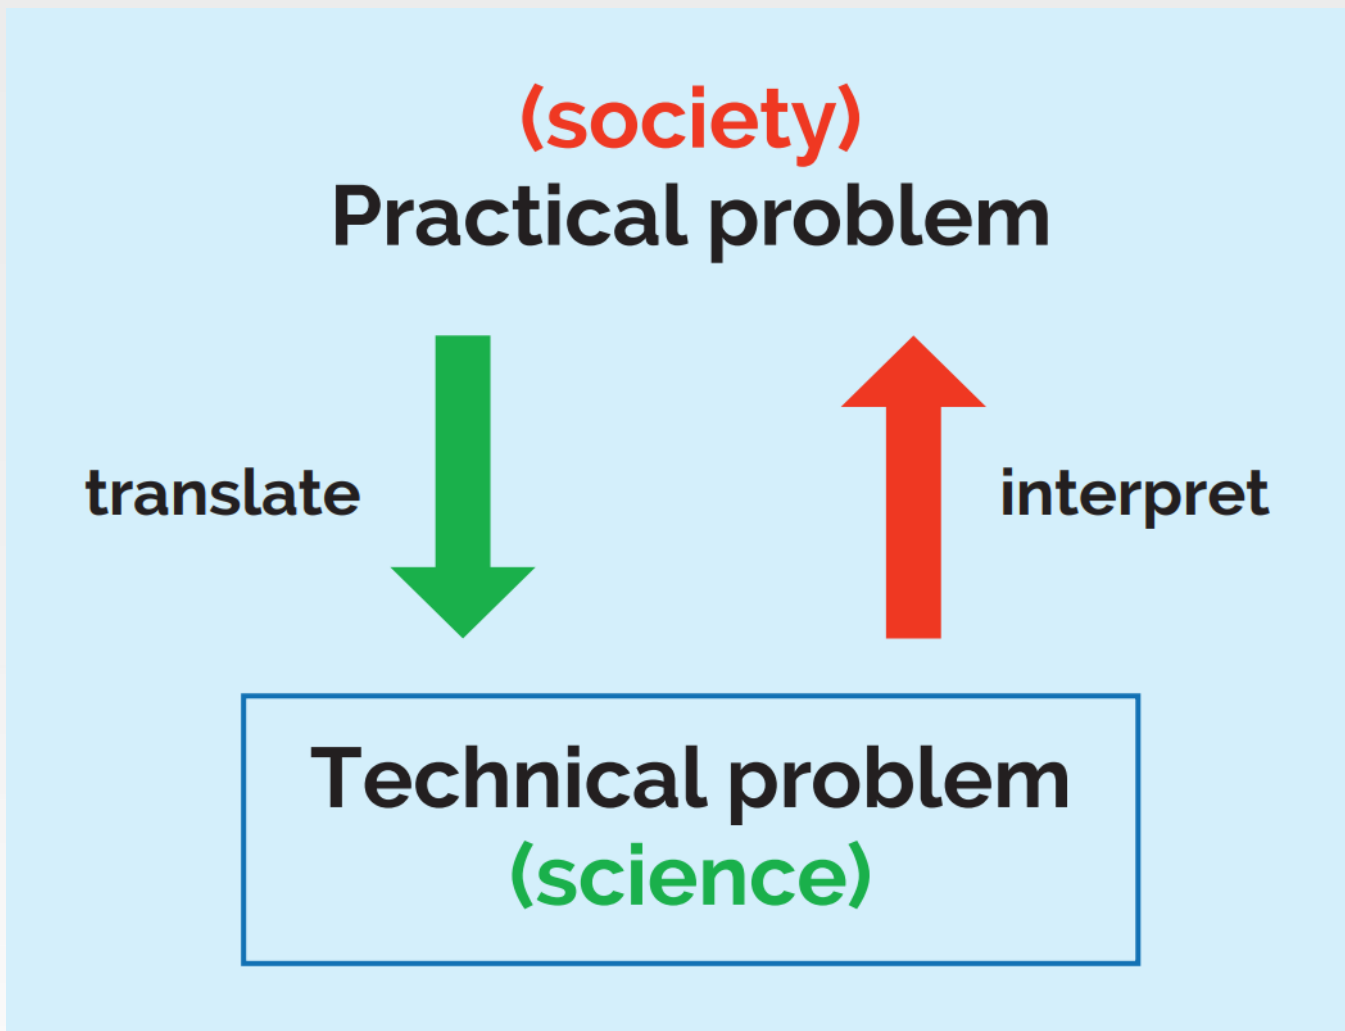 (society)
Practical problem
translate
interpret
Technical problem
(science)